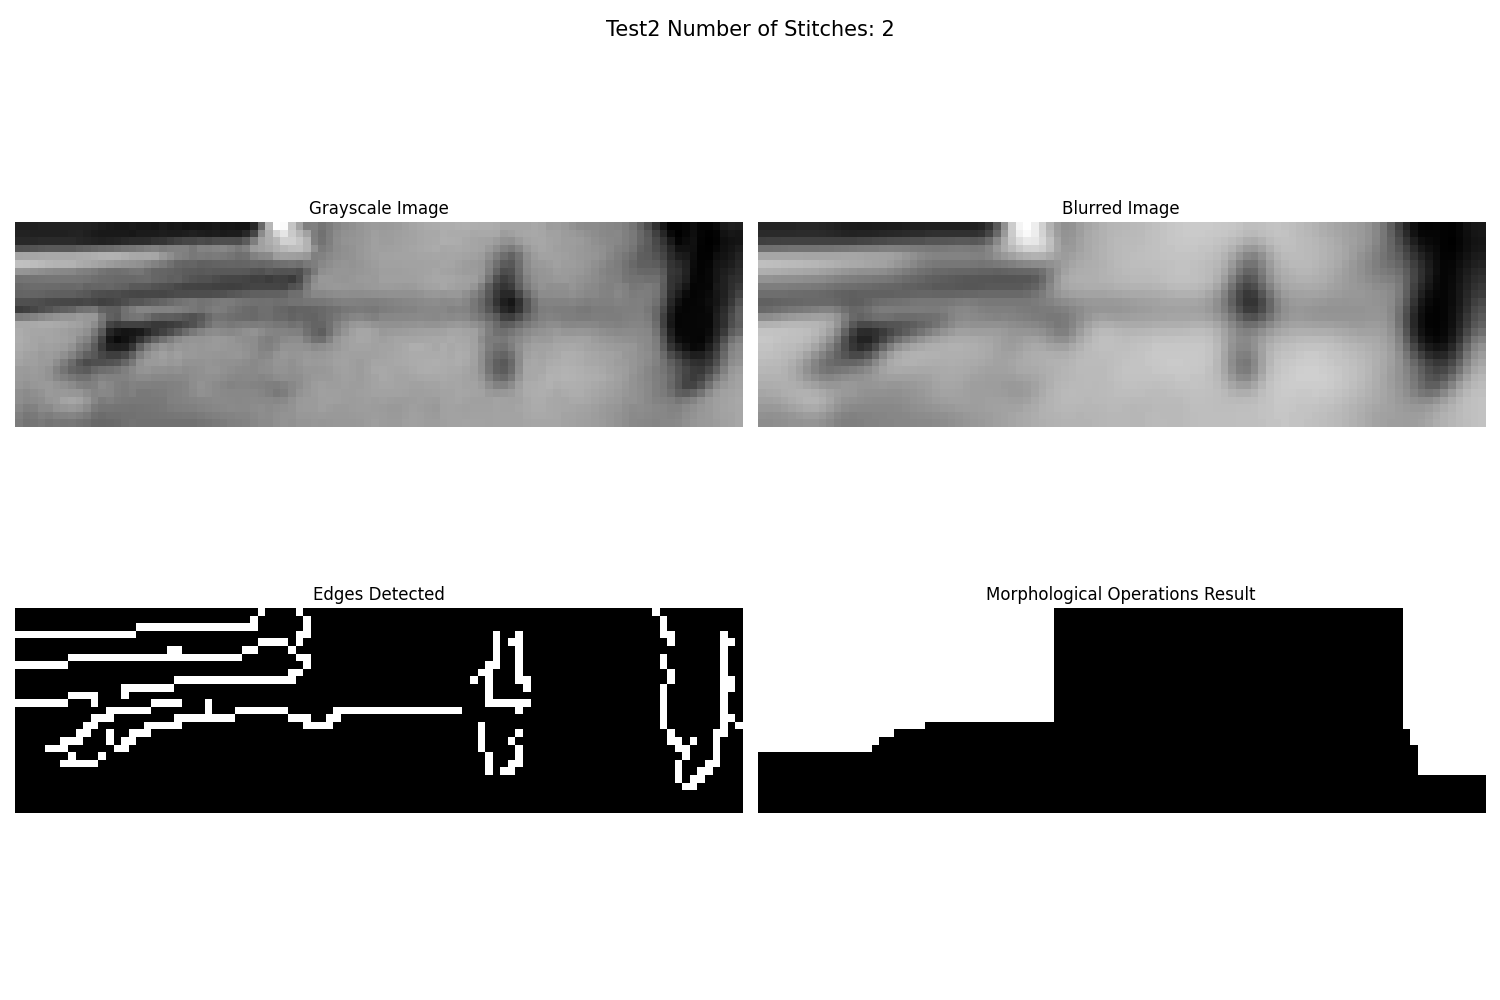 Test2 Number of Stitches: 2
Grayscale Image
Blurred Image
Edges Detected
Morphological Operations Result